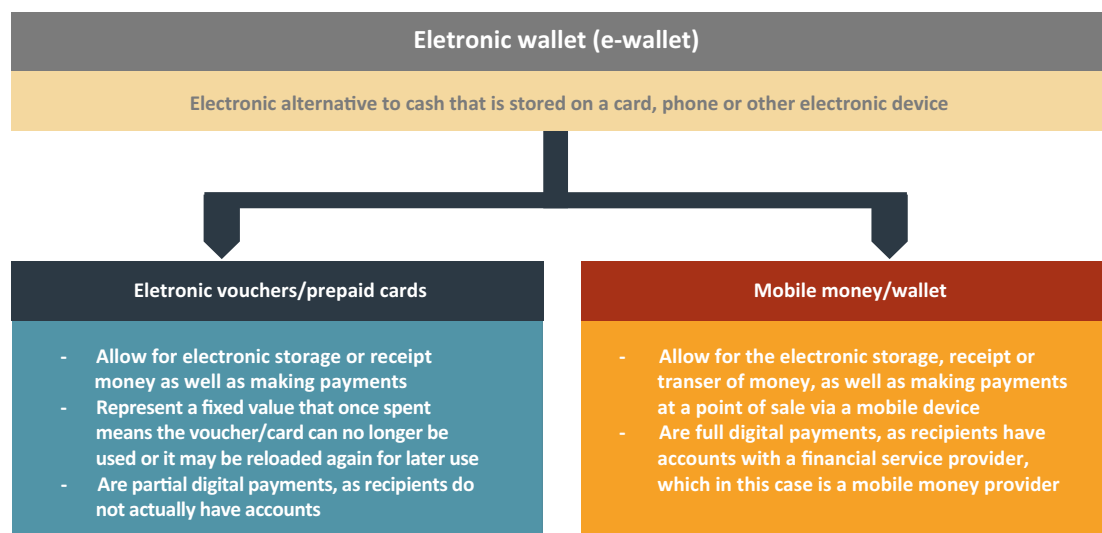 Eletronic wallet (e-wallet)
Electronic alternative to cash that is stored on a card, phone or other electronic device
Eletronic vouchers/prepaid cards
- Allow for electronic storage or receipt
money as well as making payments
- Represent a fixed value that once spent
means the voucher/card can no longer be
used or it may be reloaded again for later use
- Are partial digital payments, as recipients do
not actually have accounts
Mobile money/wallet
- Allow for the electronic storage, receipt or
transer of money, as well as making payments
at a point of sale via a mobile device
- Are full digital payments, as recipients have
accounts with a financial service provider,
which in this case is a mobile money provider